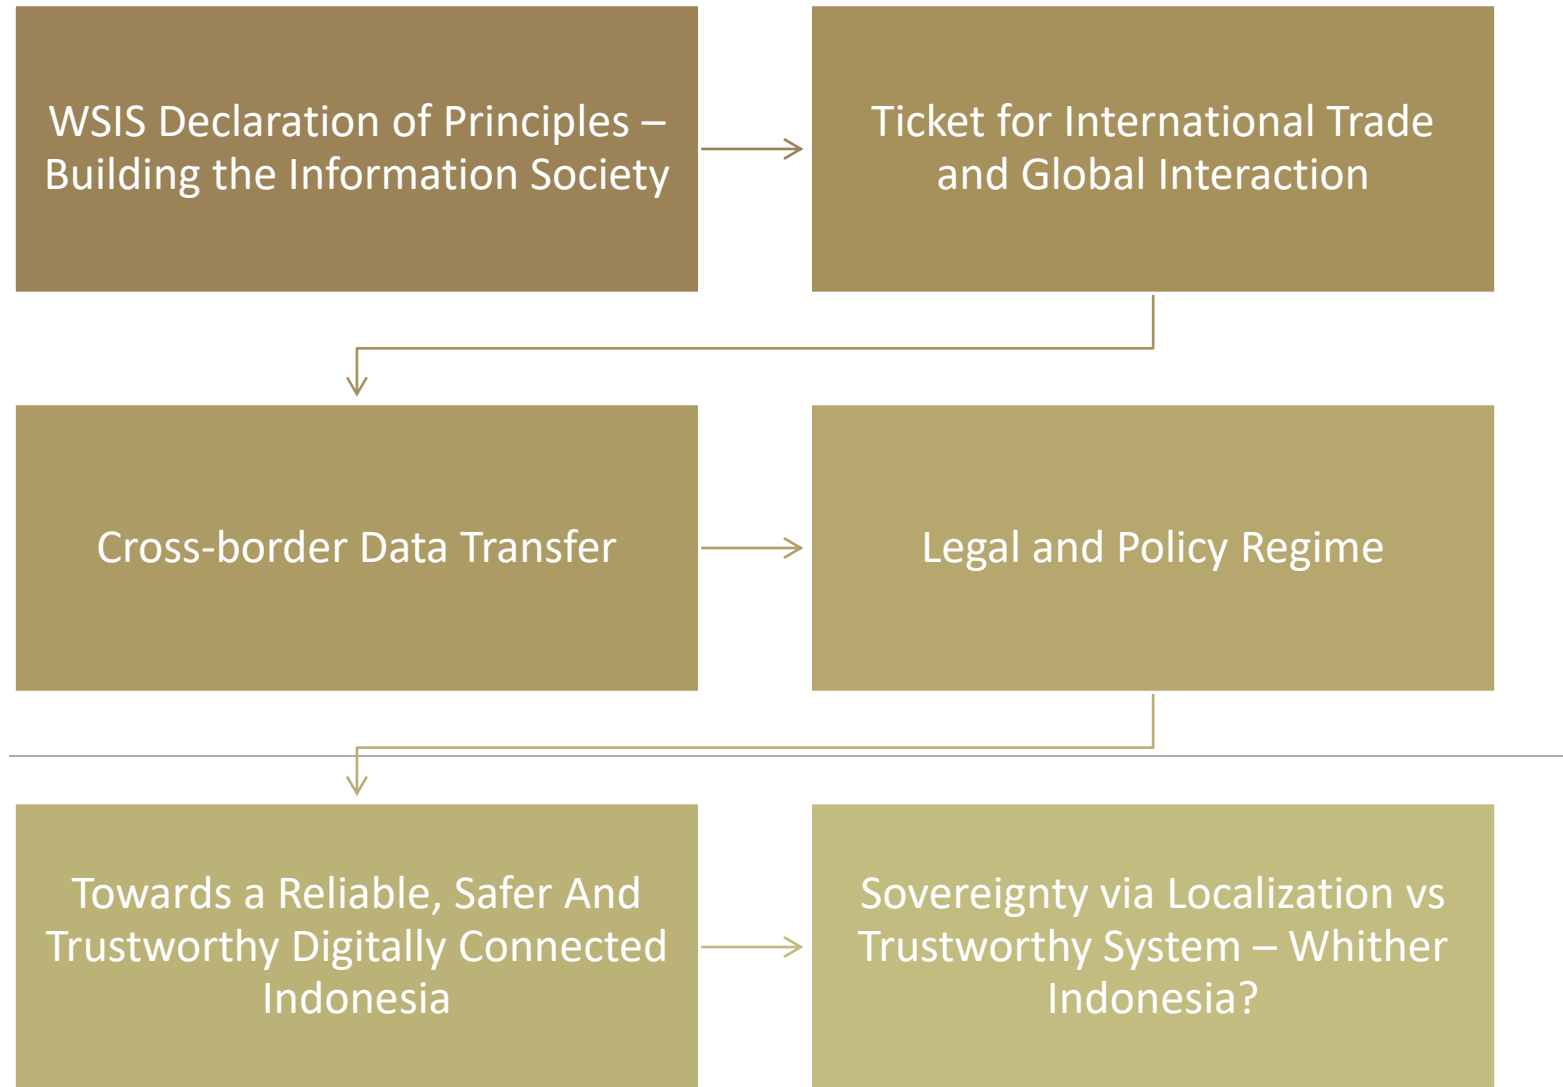 WSIS Declaration of Principles –
Building the Information Society
Ticket for International Trade
and Global Interaction
Cross-border Data Transfer
Legal and Policy Regime
Towards a Reliable, Safer And
Trustworthy Digitally Connected
Indonesia
Sovereignty via Localization vs
Trustworthy System – Whither
Indonesia?